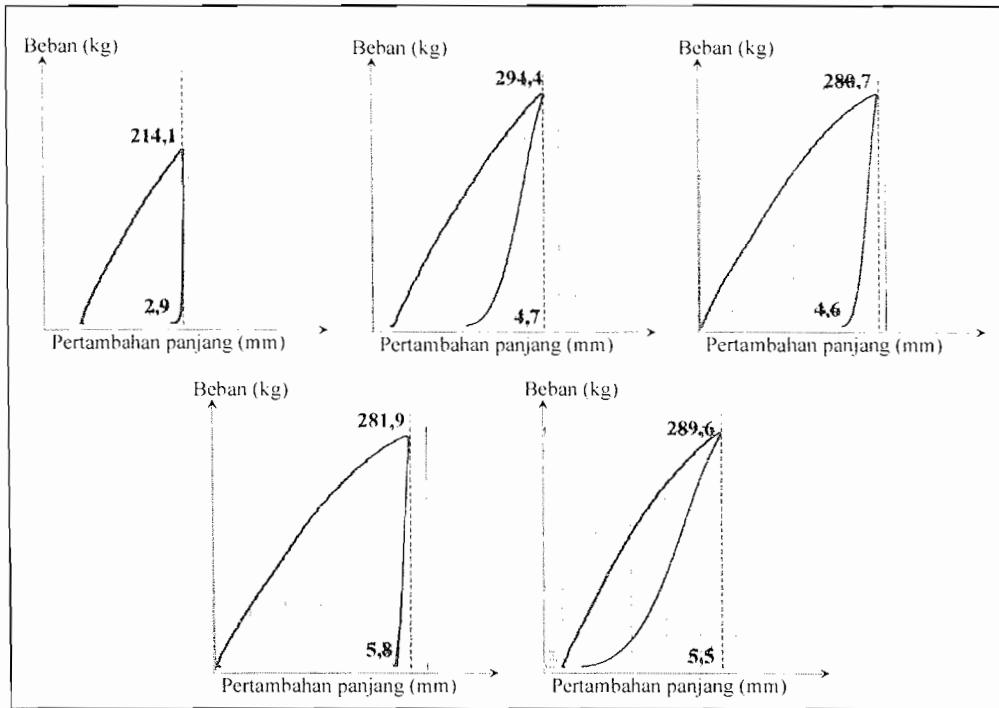 Beban (kg)
214,1
2,9
Pertambahan panjang (mm)
Beban (kg)
294,4
4,7
Pertambahan panjang (mm)
Beban (kg)
280,7
4,6
Pertambahan panjang (mm)
Beban (kg)
281,9
5,8
Pertambahan panjang (mm)
Beban (kg)
289,6
5,5
Pertambahan panjang (mm)